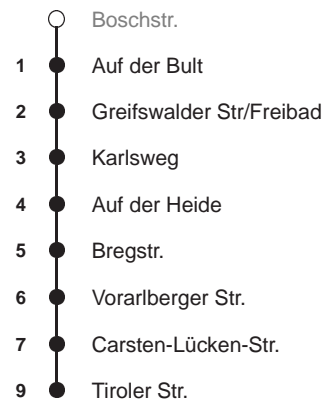 Boschstr.
1 Auf der Bult
2 Greifswalder Str/Freibad
3 Karlsweg
4 Auf der Heide
5 Bregstr.
6 Vorarlberger Str.
7 Carsten-Lücken-Str.
9 Tiroler Str.